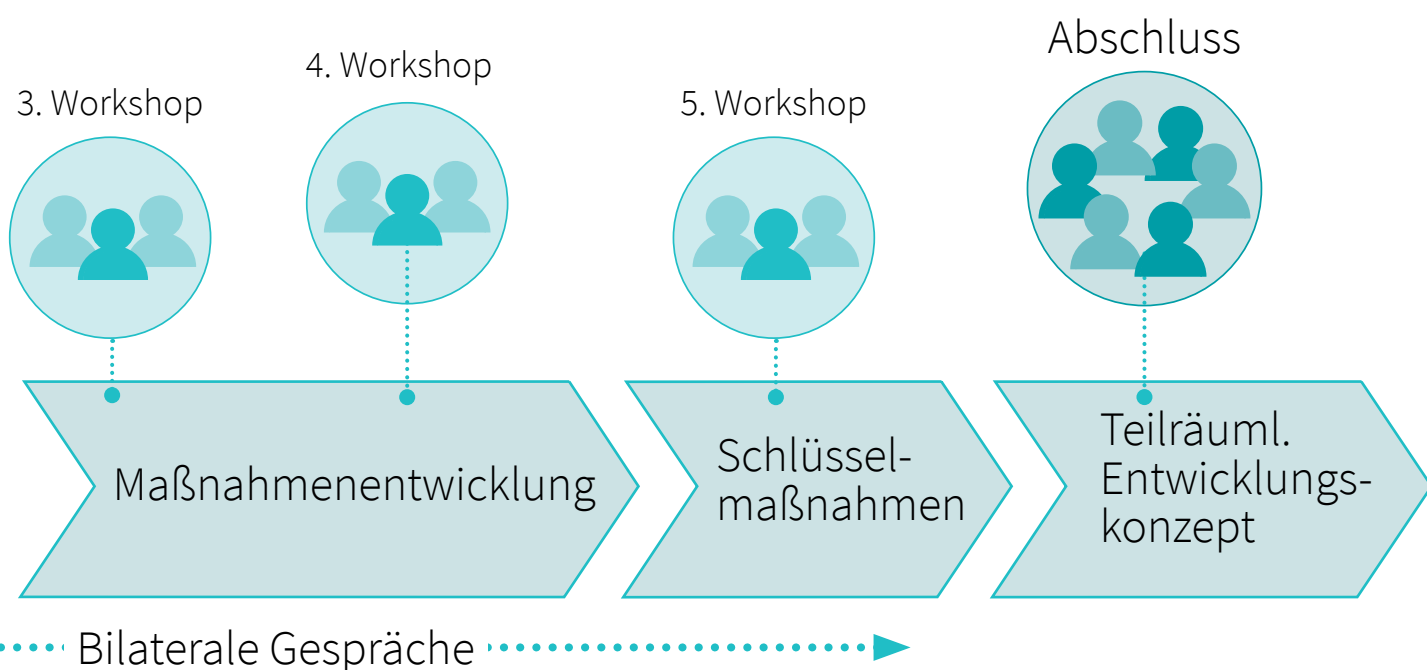 Abschluss
4. Workshop
3. Workshop
5. Workshop
Maßnahmenentwicklung
Schlüssel-
maßnahmen
Teilräuml.
Entwicklungs-
konzept
Bilaterale Gespräche